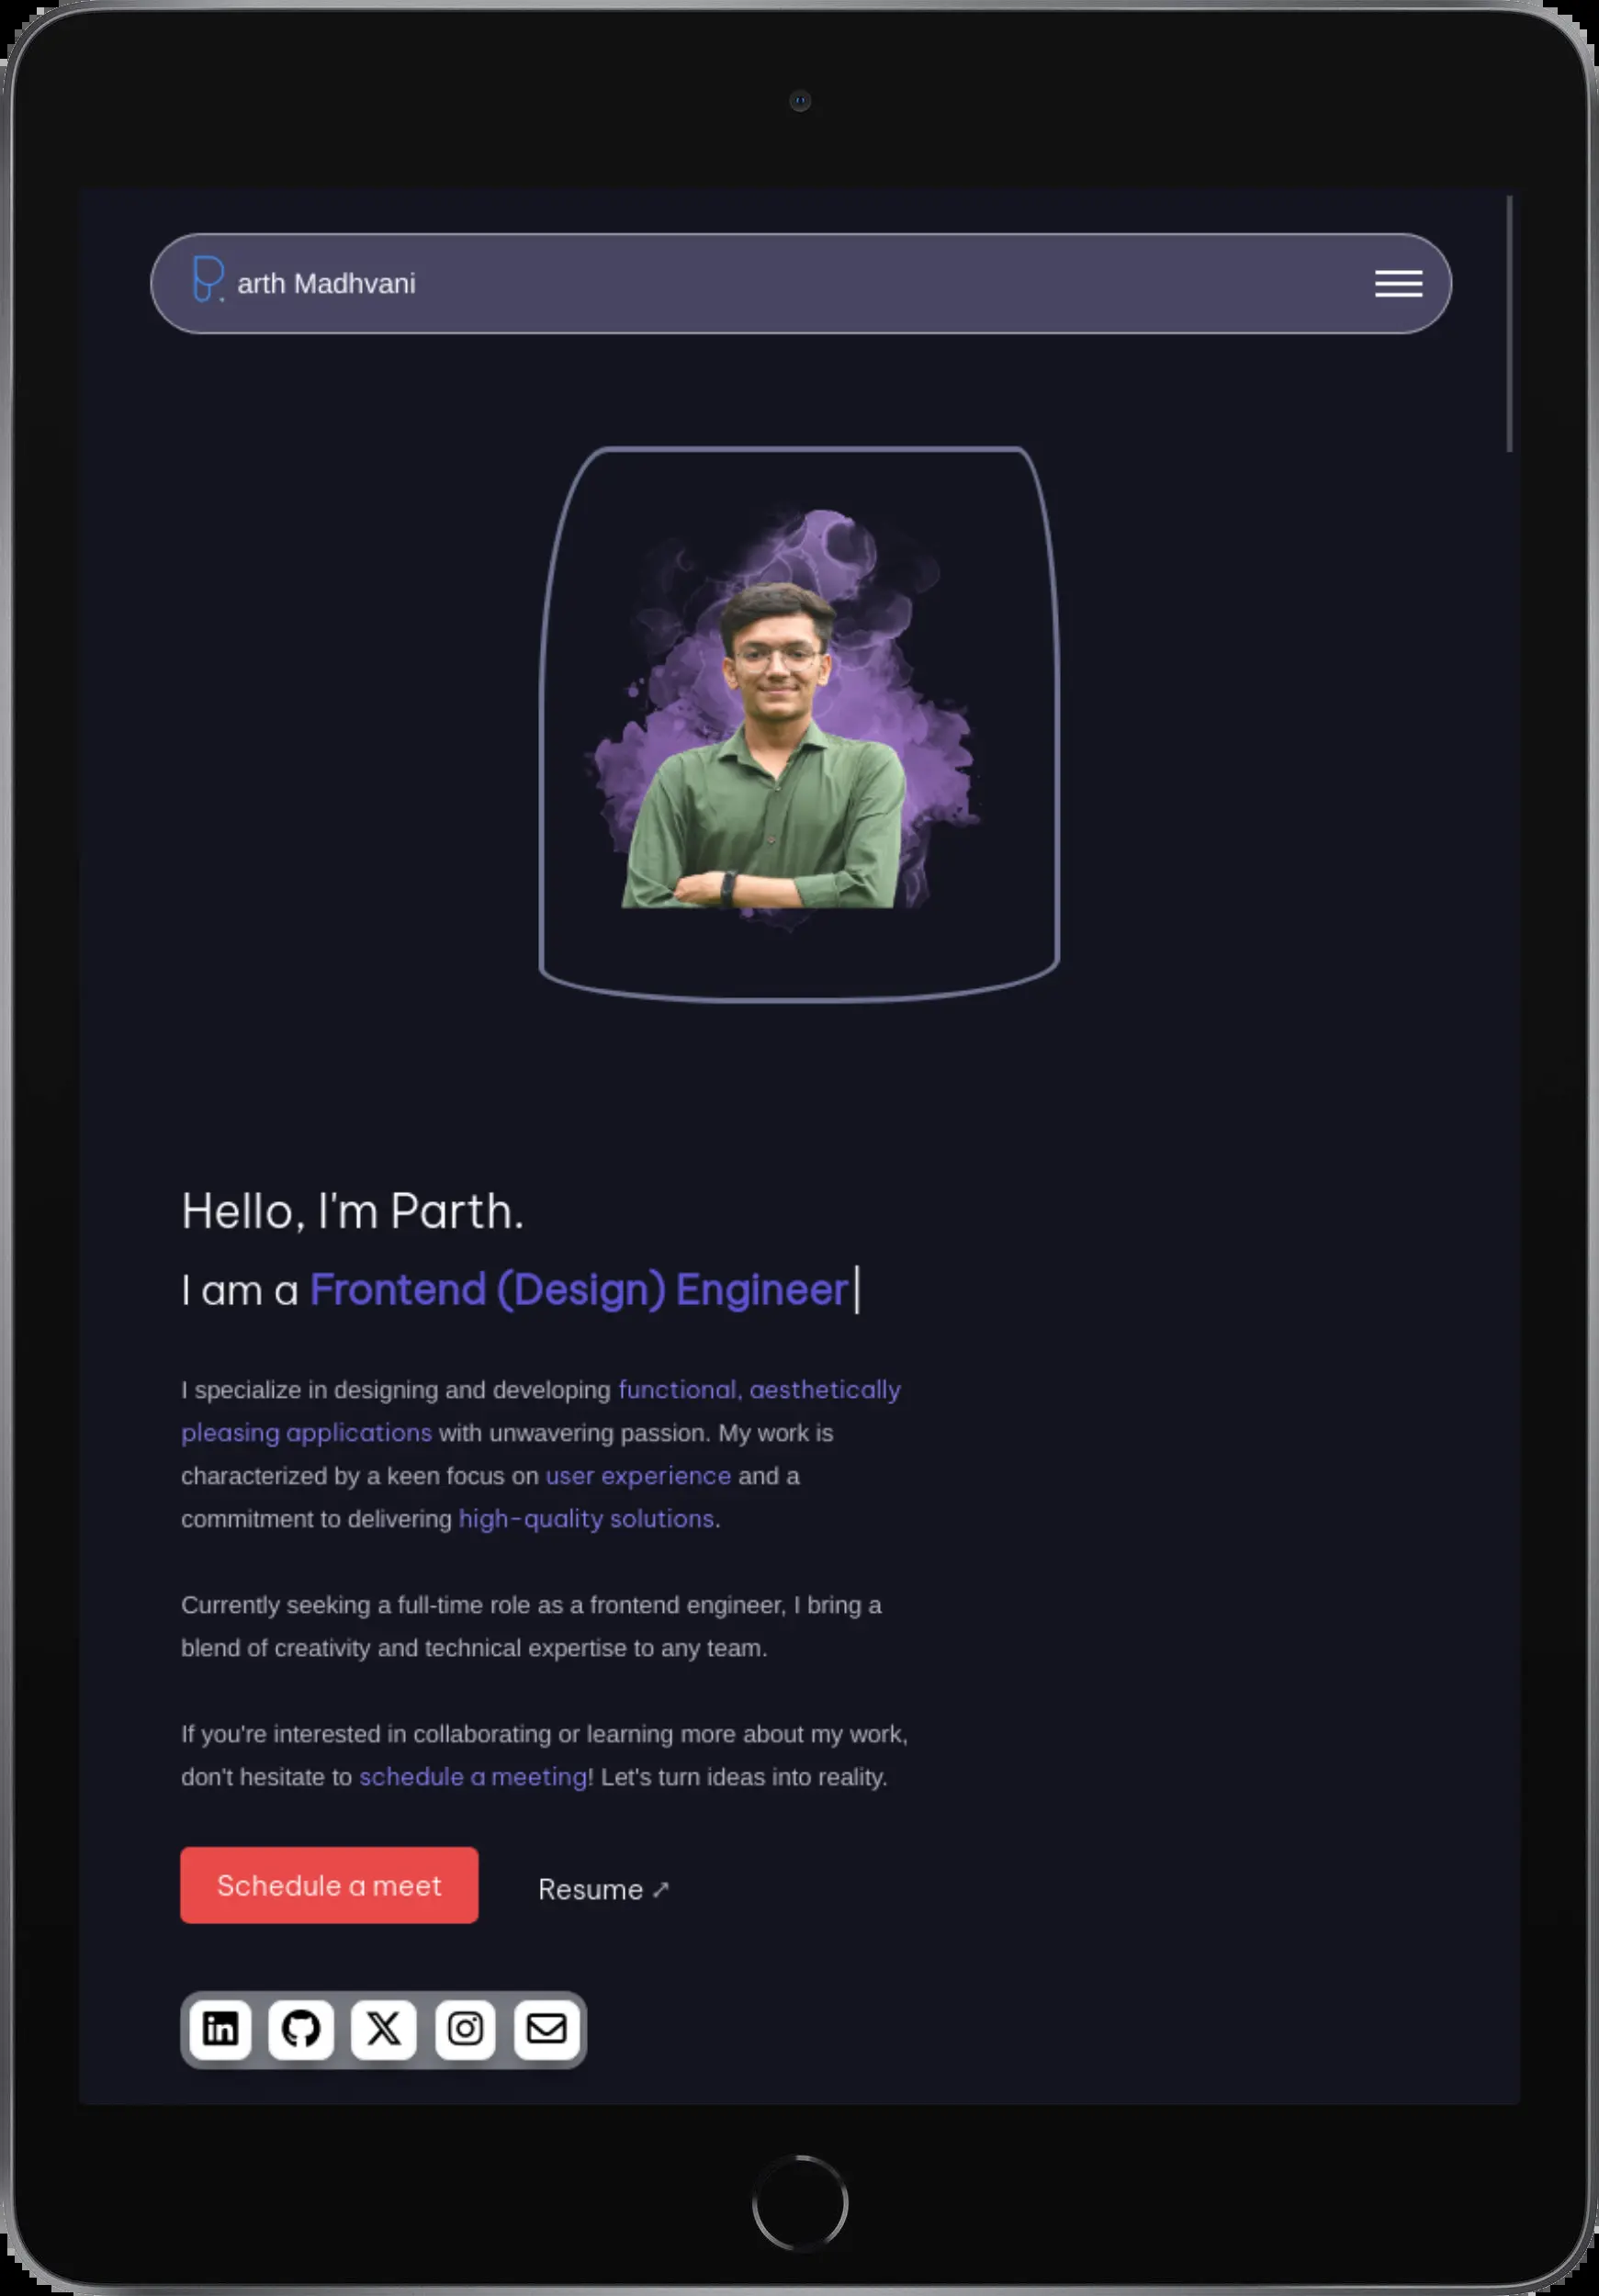 P. arth Madhvani
Hello, I'm Parth.
I am a Frontend (Design) Engineer
I specialize in designing and developing functional, aesthetically
pleasing applications with unwavering passion. My work is
characterized by a keen focus on user experience and a
commitment to delivering high-quality solutions.
Currently seeking a full-time role as a frontend engineer, I bring a
blend of creativity and technical expertise to any team.
If you're interested in collaborating or learning more about my work,
don't hesitate to schedule a meeting! Let's turn ideas into reality.
Schedule a meet
Resume ↗
in
X